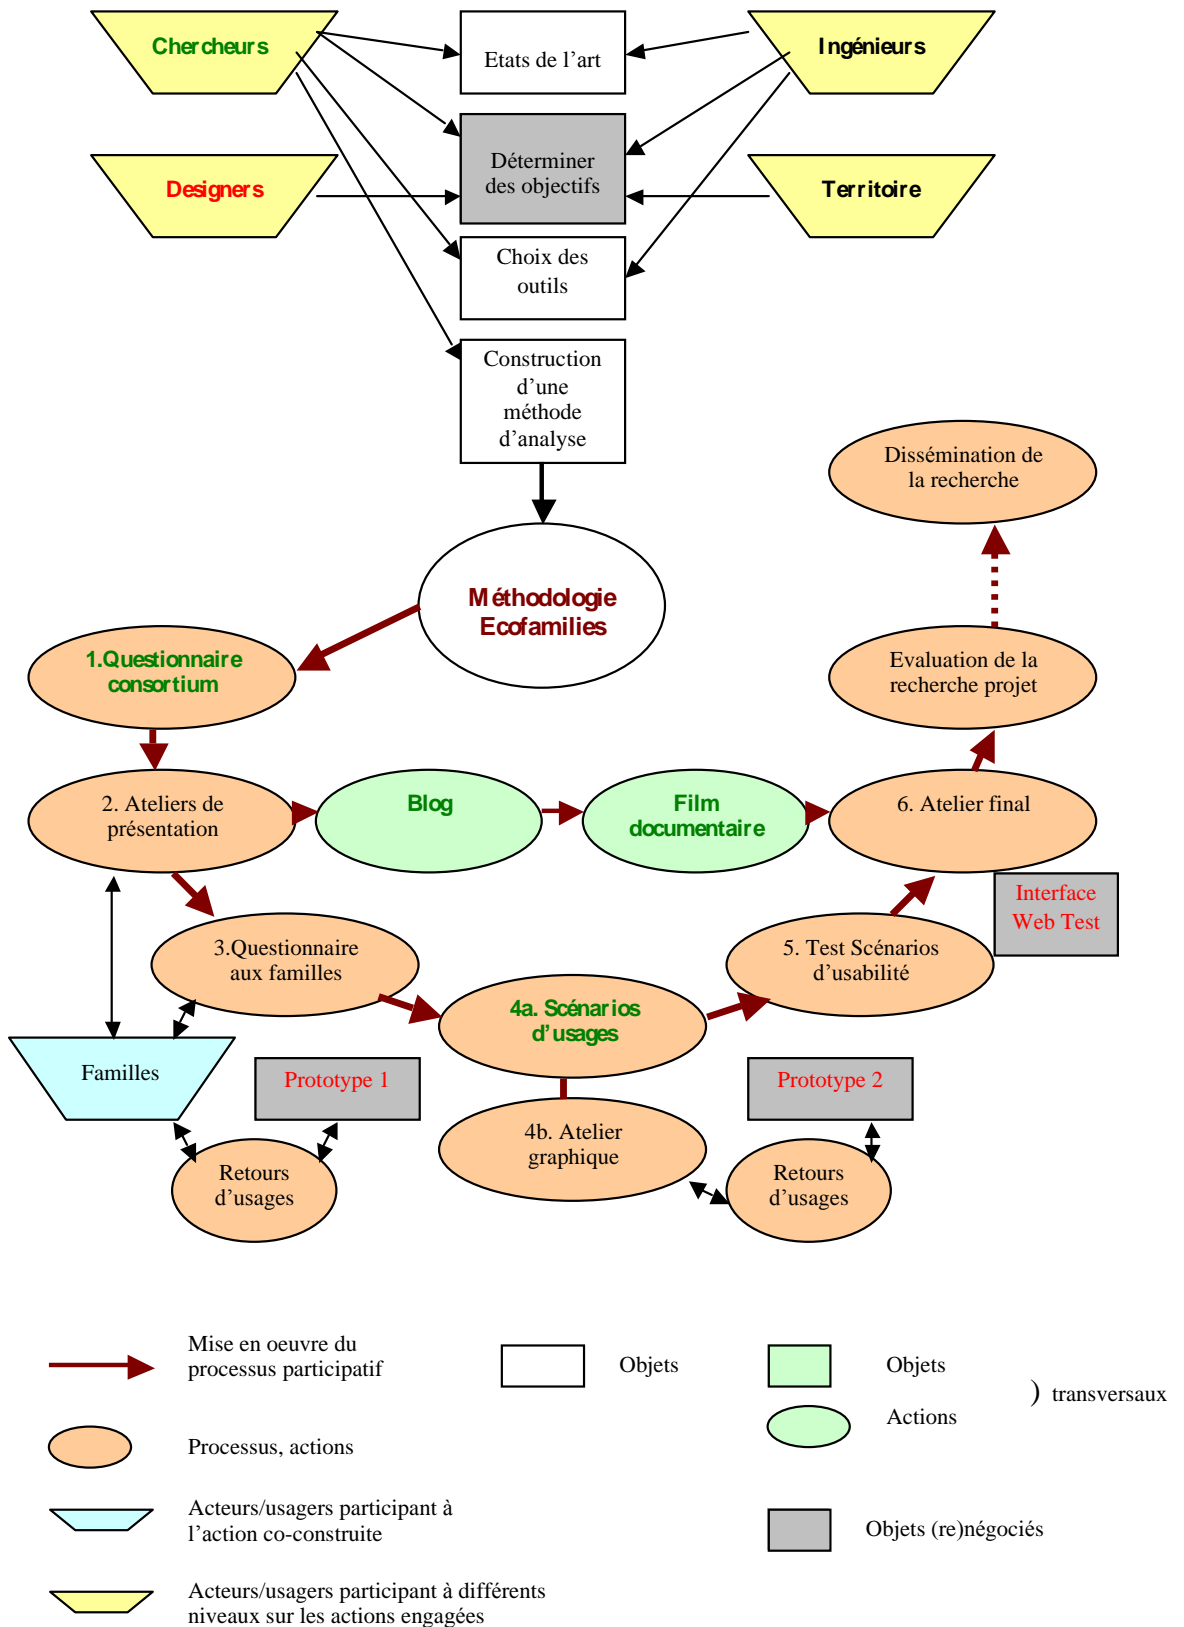 Chercheurs
Etats de l’art
Ingénieurs
Déterminer
des objectifs
Designers
Territoire
Choix des
outils
Construction
d’une
méthode
d’analyse
Dissémination de
la recherche
Méthodologie
Ecofamilies
1.Questionnaire
consortium
Evaluation de la
recherche projet
2. Ateliers de
présentation
Blog
Film
documentaire
6. Atelier final
Interface
Web Test
3.Questionnaire
aux familles
5. Test Scénarios
d’usabilité
4a. Scénarios
d’usages
Familles
Prototype 1
Prototype 2
4b. Atelier
graphique
Retours
d’usages
Retours
d’usages
Mise en oeuvre du
processus participatif
Objets
Objets
Actions
) transversaux
Processus, actions
Acteurs/usagers participant à
l’action co-construite
Objets (re)négociés
Acteurs/usagers participant à différents
niveaux sur les actions engagées